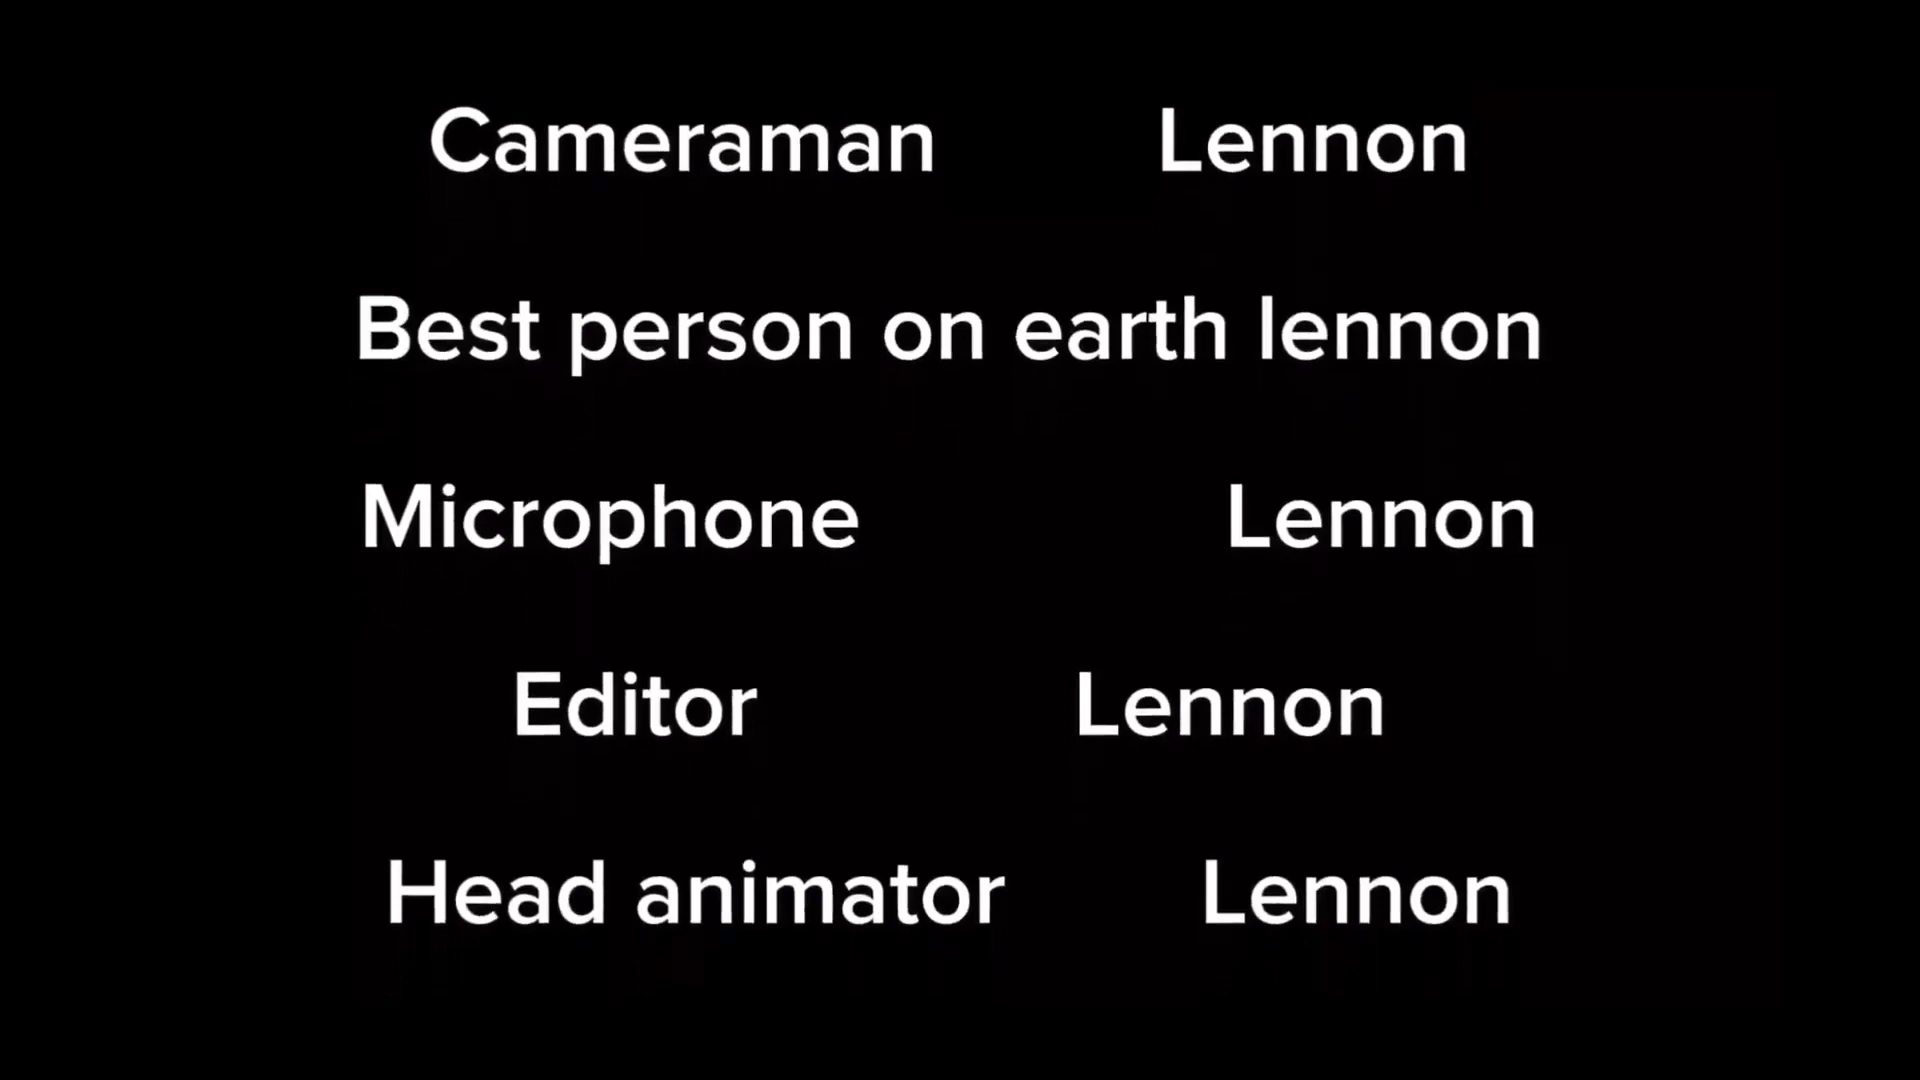 Cameraman Lennon
Best person on earth lennon
Microphone Lennon
Editor Lennon
Head animator Lennon